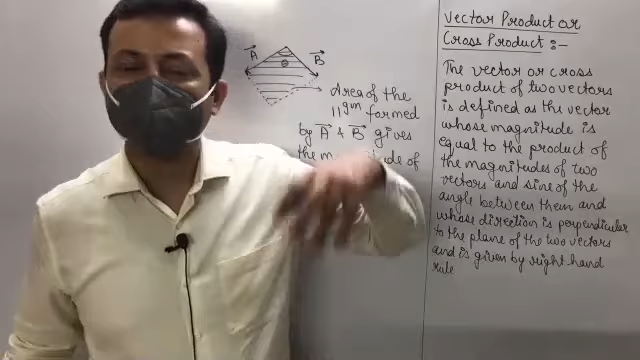 A B
θ
area of the
||gm formed
by A & B gives
the magnitude of
Vector Product or
Cross Product :-
The vector or cross
product of two vectors
is defined as the vector
whose magnitude is
equal to the product of
the magnitudes of two
vectors and sine of the
angle between them and
whose direction is perpendicular
to the plane of the two vectors
and is given by right hand
rule